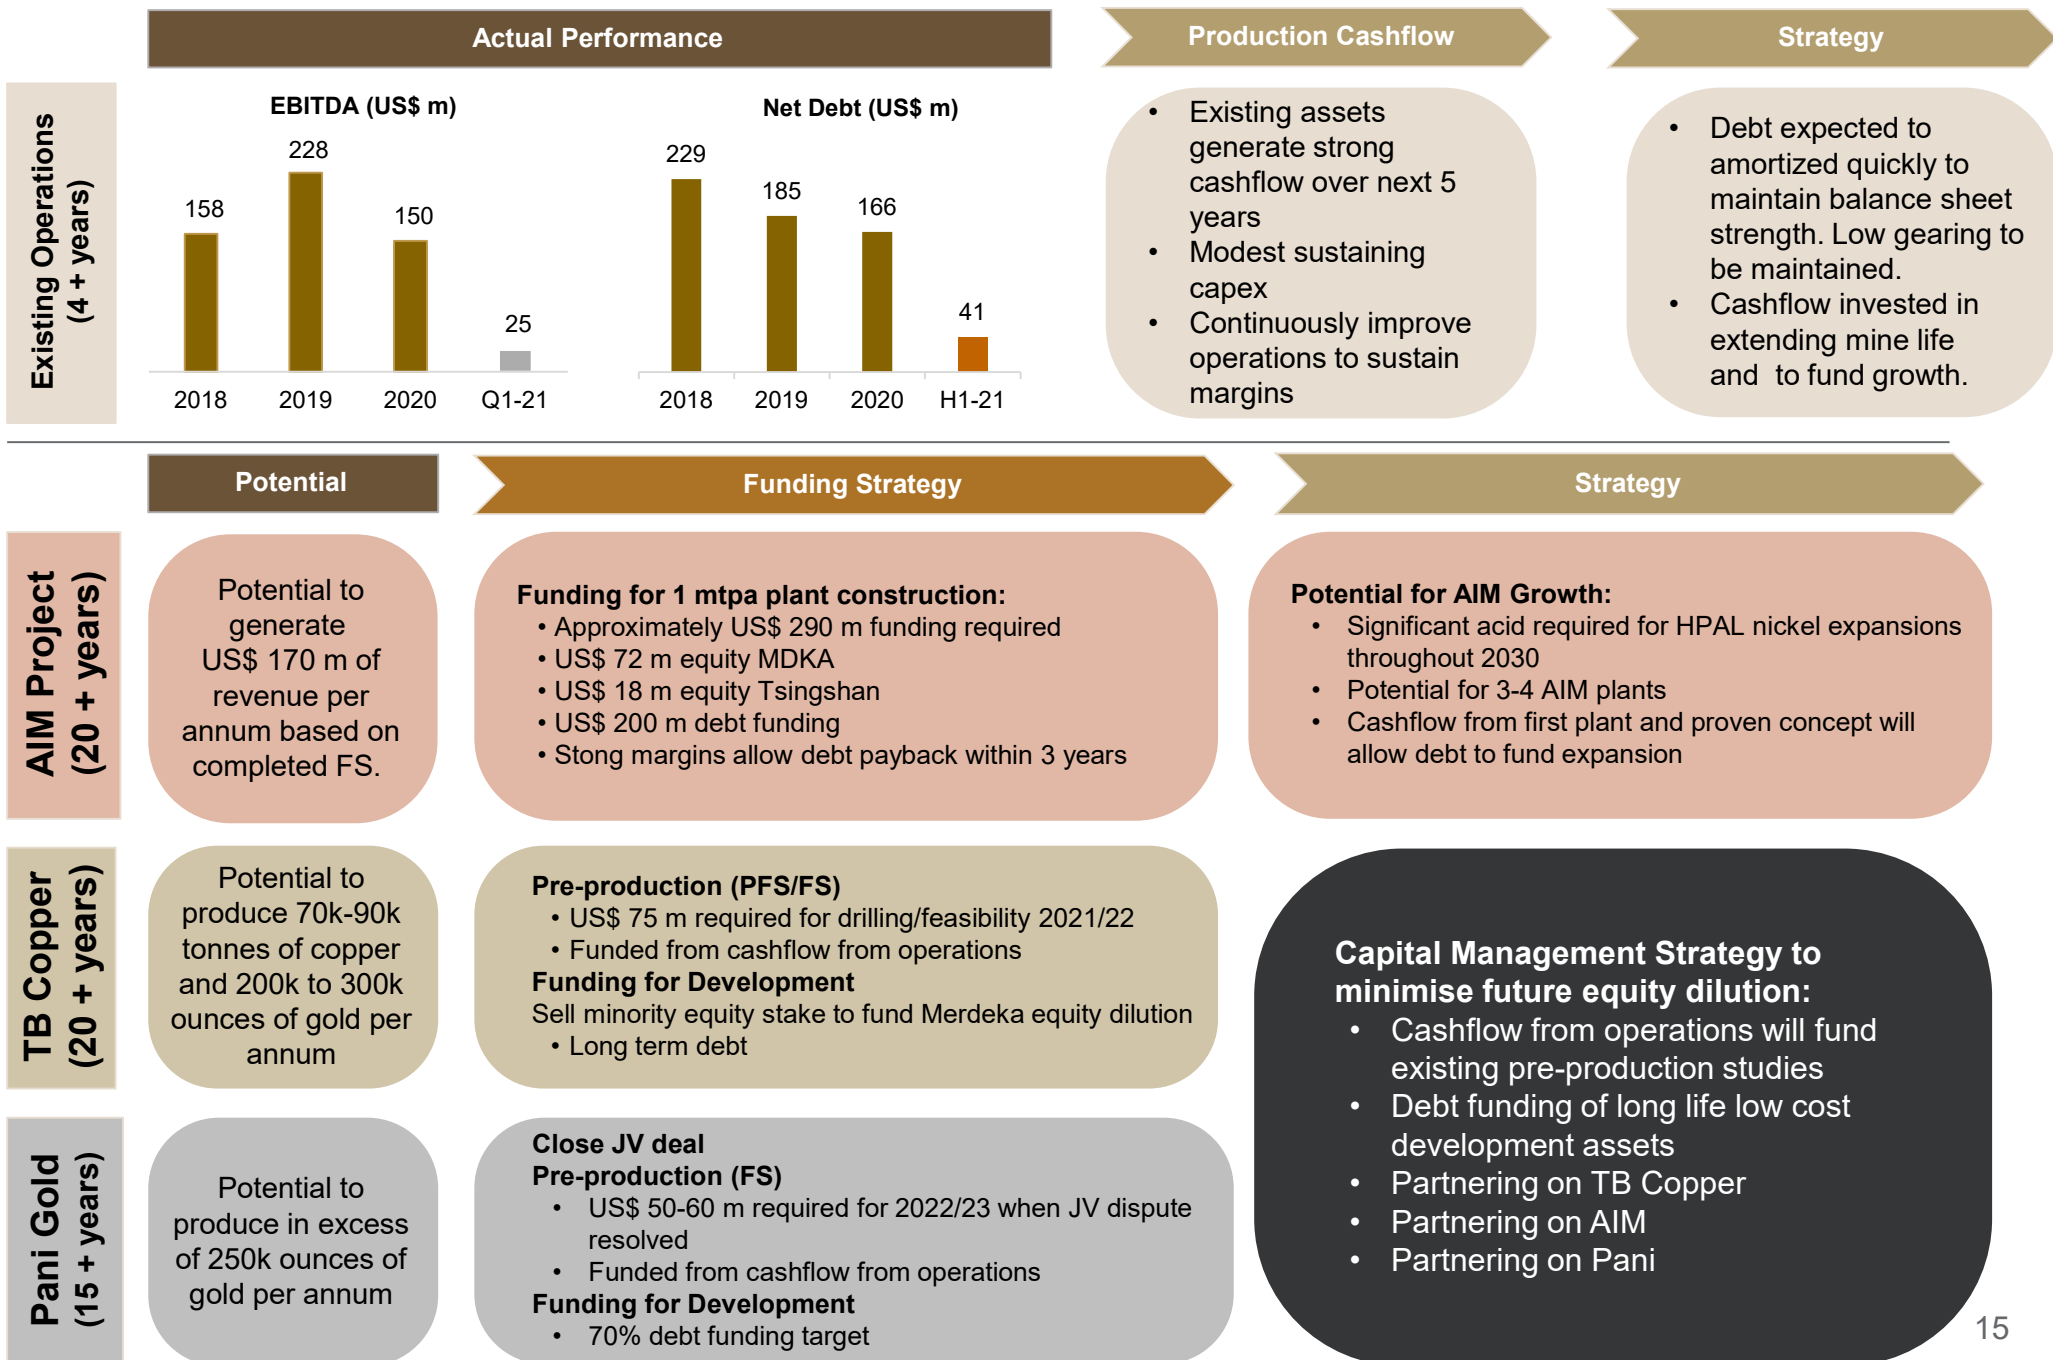 Actual Performance
Production Cashflow
Strategy
Existing Operations
(4 + years)
EBITDA (US$ m)
158
228
150
25
2018
2019
2020
Q1-21
Net Debt (US$ m)
229
185
166
41
2018
2019
2020
H1-21
• Existing assets
generate strong
cashflow over next 5
years
• Modest sustaining
capex
• Continuously improve
operations to sustain
margins
• Debt expected to
amortized quickly to
maintain balance sheet
strength. Low gearing to
be maintained.
• Cashflow invested in
extending mine life
and to fund growth.
Potential
Funding Strategy
Strategy
AIM Project
(20 + years)
Potential to
generate
US$ 170 m of
revenue per
annum based on
completed FS.
Funding for 1 mtpa plant construction:
• Approximately US$ 290 m funding required
• US$ 72 m equity MDKA
• US$ 18 m equity Tsingshan
• US$ 200 m debt funding
• Stong margins allow debt payback within 3 years
Potential for AIM Growth:
• Significant acid required for HPAL nickel expansions
throughout 2030
• Potential for 3-4 AIM plants
• Cashflow from first plant and proven concept will
allow debt to fund expansion
TB Copper
(20 + years)
Potential to
produce 70k-90k
tonnes of copper
and 200k to 300k
ounces of gold per
annum
Pre-production (PFS/FS)
• US$ 75 m required for drilling/feasibility 2021/22
• Funded from cashflow from operations
Funding for Development
Sell minority equity stake to fund Merdeka equity dilution
• Long term debt
Capital Management Strategy to
minimise future equity dilution:
• Cashflow from operations will fund
existing pre-production studies
• Debt funding of long life low cost
development assets
• Partnering on TB Copper
• Partnering on AIM
• Partnering on Pani
Pani Gold
(15 + years)
Potential to
produce in excess
of 250k ounces of
gold per annum
Close JV deal
Pre-production (FS)
• US$ 50-60 m required for 2022/23 when JV dispute
resolved
• Funded from cashflow from operations
Funding for Development
• 70% debt funding target
15